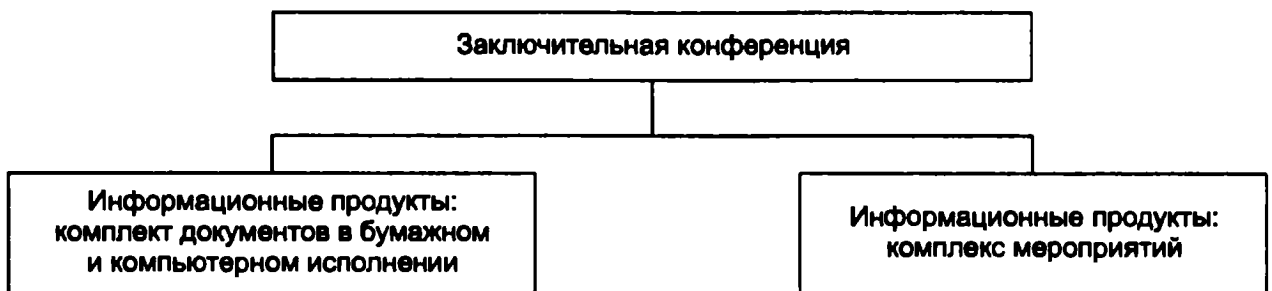 Заключительная конференция
Информационные продукты:
комплект документов в бумажном
и компьютерном исполнении
Информационные продукты:
комплекс мероприятий